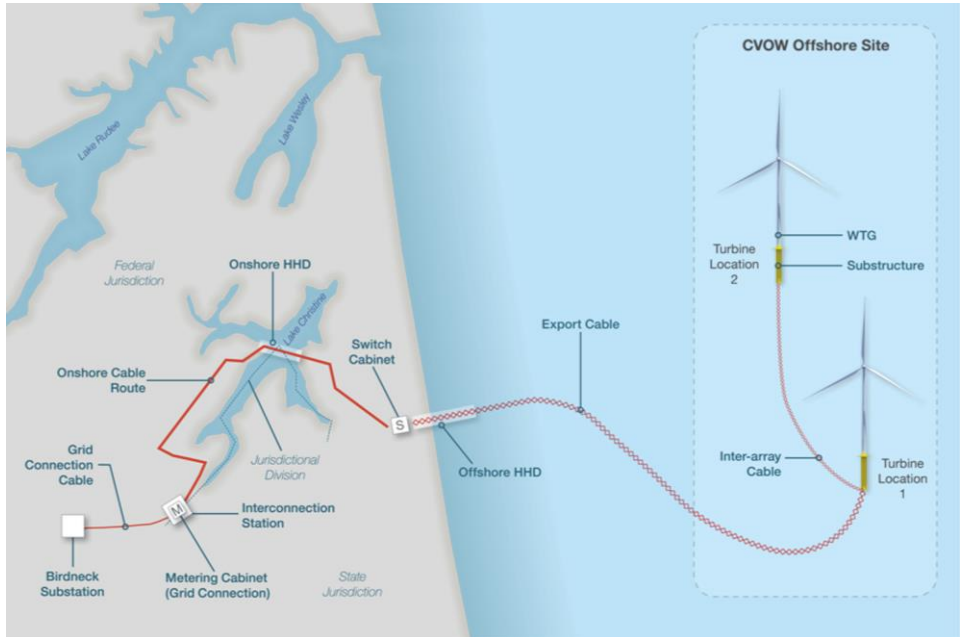 CVOW Offshore Site
Lake Rudee
Lake Wesley
WTG
Turbine
Location
2
Substructure
Federal
Jurisdiction
Onshore HHD
Lake Christine
Export Cable
Switch
Cabinet
Onshore Cable
Route
S
Grid
Connection
Cable
Jurisdictional
Division
Offshore HHD
Inter-array
Cable
Turbine
Location
1
M
Interconnection
Station
Birdneck
Substation
Metering Cabinet
(Grid Connection)
State
Jurisdiction